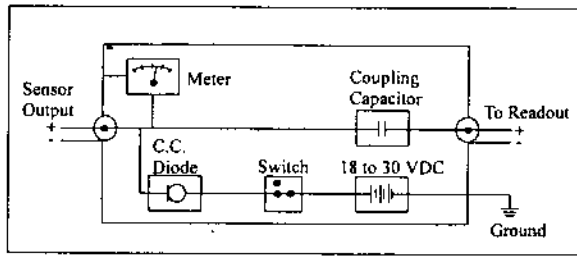 Meter
Sensor
Output
+
-
Coupling
Capacitor
To Readout
+
-
C.C.
Diode
Switch
18 to 30 VDC
Ground